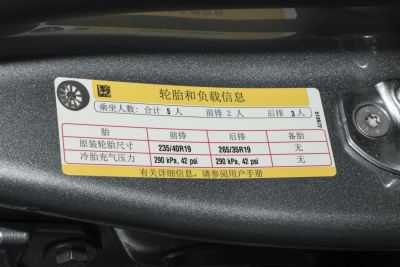 轮胎和负载信息
乘坐人数: 合计 5 人 前排 2 人 后排 3 人
胎 前排 后排 备胎
原装轮胎尺寸 235/40R19 265/35R19 无
冷胎充气压力 290 kPa, 42 psi 290 kPa, 42 psi 无
有关详细信息, 请参阅用户手册